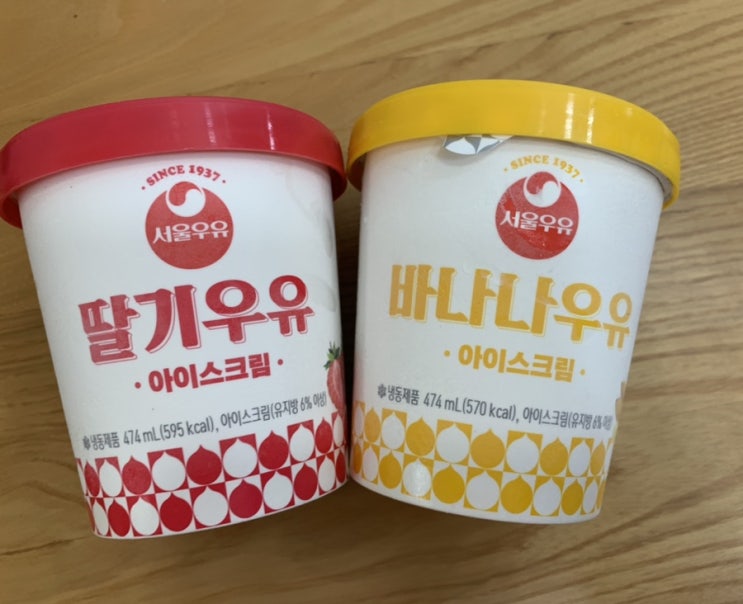 · SINCE 1937 ·
서울우유
딸기우유
· 아이스크림 ·
냉동제품 474 mL(595 kcal), 아이스크림(유지방 6% 이상)
· SINCE 1937 ·
서울우유
바나나우유
· 아이스크림 ·
냉동제품 474 mL(570 kcal), 아이스크림(유지방 6% 이상)